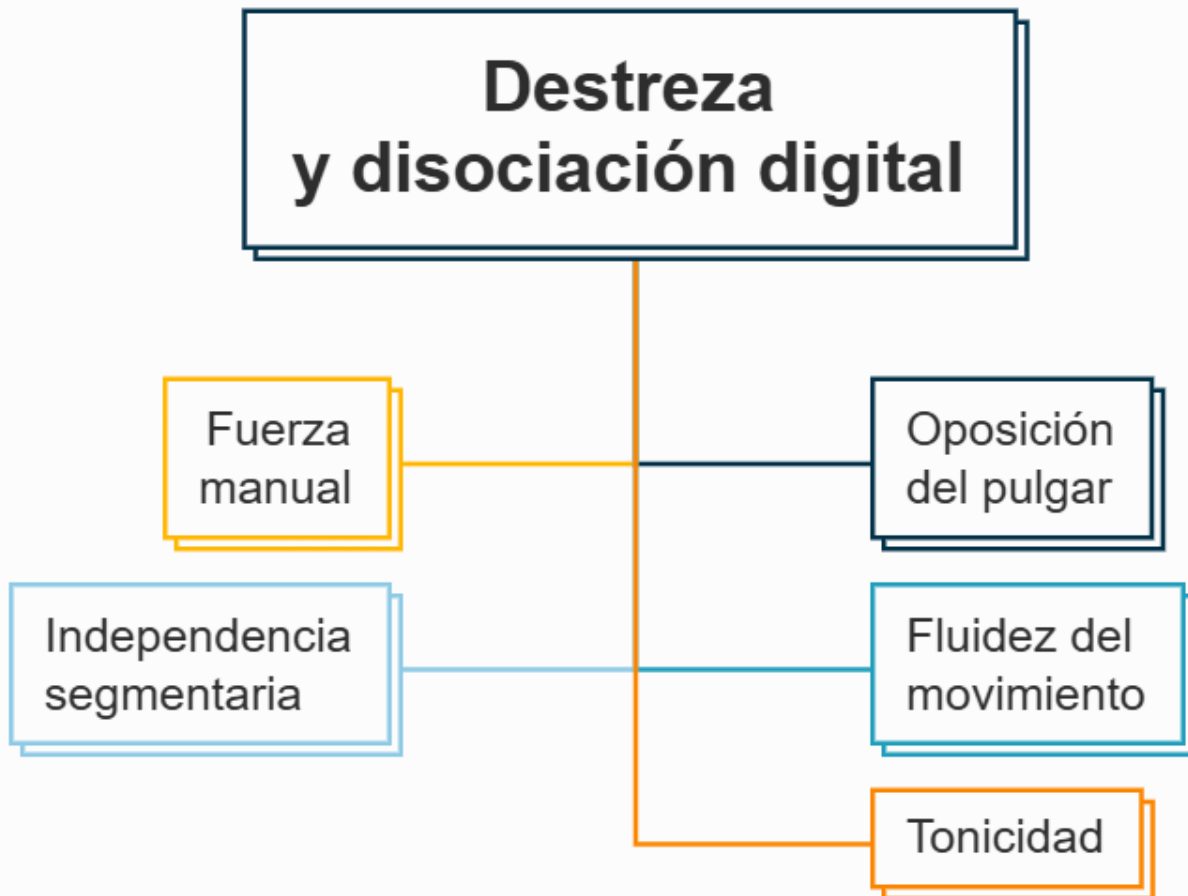 Destreza
y disociación digital
Fuerza
manual
Oposición
del pulgar
Independencia
segmentaria
Fluidez del
movimiento
Tonicidad